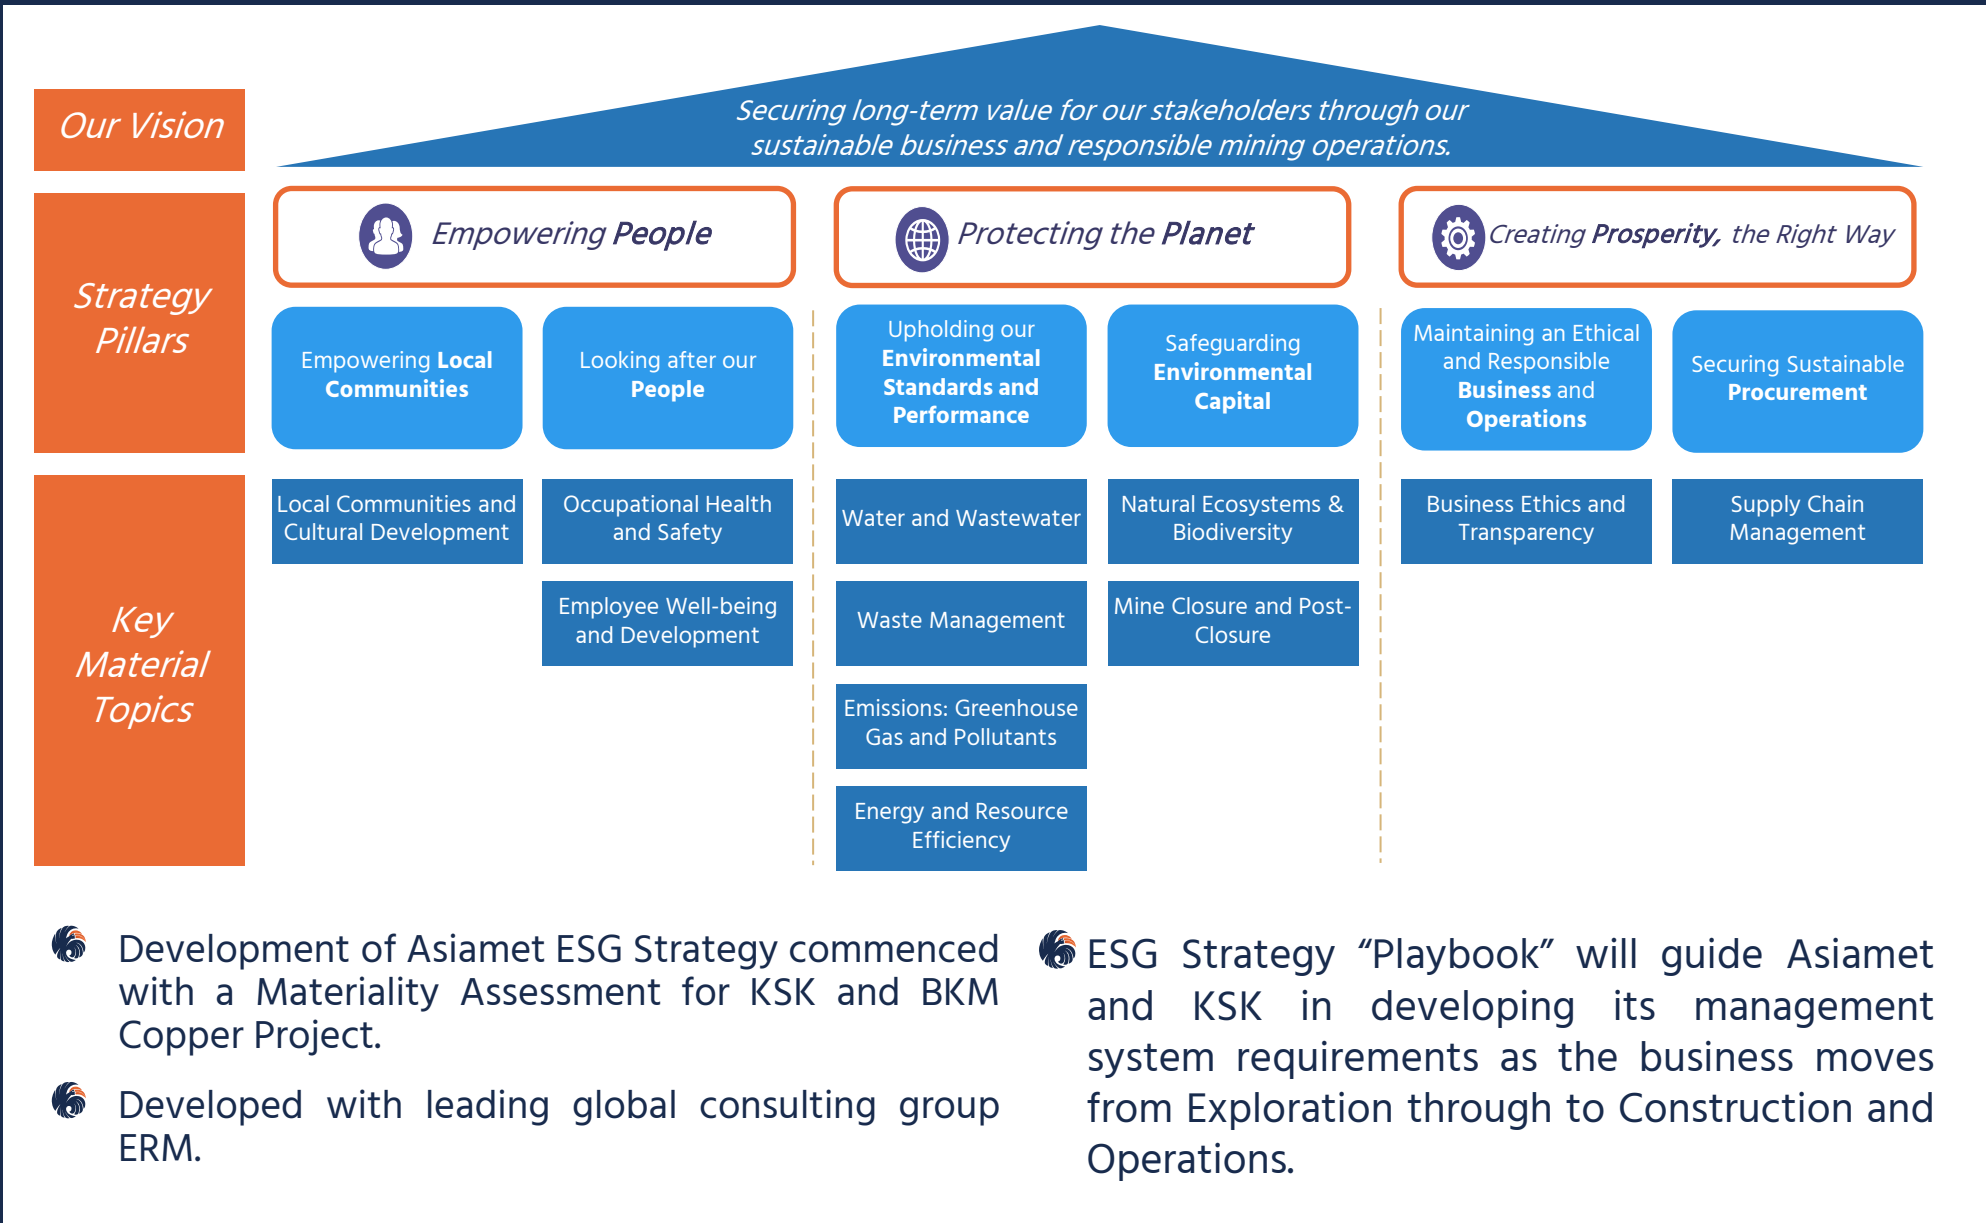 Our Vision
Securing long-term value for our stakeholders through our
sustainable business and responsible mining operations.
Strategy
Pillars
Empowering People
Protecting the Planet
Creating Prosperity, the Right Way
Empowering Local
Communities
Looking after our
People
Upholding our
Environmental
Standards and
Performance
Safeguarding
Environmental
Capital
Maintaining an Ethical
and Responsible
Business and
Operations
Securing Sustainable
Procurement
Key
Material
Topics
Local Communities and
Cultural Development
Occupational Health
and Safety
Employee Well-being
and Development
Water and Wastewater
Waste Management
Emissions: Greenhouse
Gas and Pollutants
Energy and Resource
Efficiency
Natural Ecosystems &
Biodiversity
Mine Closure and Post-
Closure
Business Ethics and
Transparency
Supply Chain
Management
Development of Asiamet ESG Strategy commenced
with a Materiality Assessment for KSK and BKM
Copper Project.
Developed with leading global consulting group
ERM.
ESG Strategy “Playbook” will guide Asiamet
and KSK in developing its management
system requirements as the business moves
from Exploration through to Construction and
Operations.